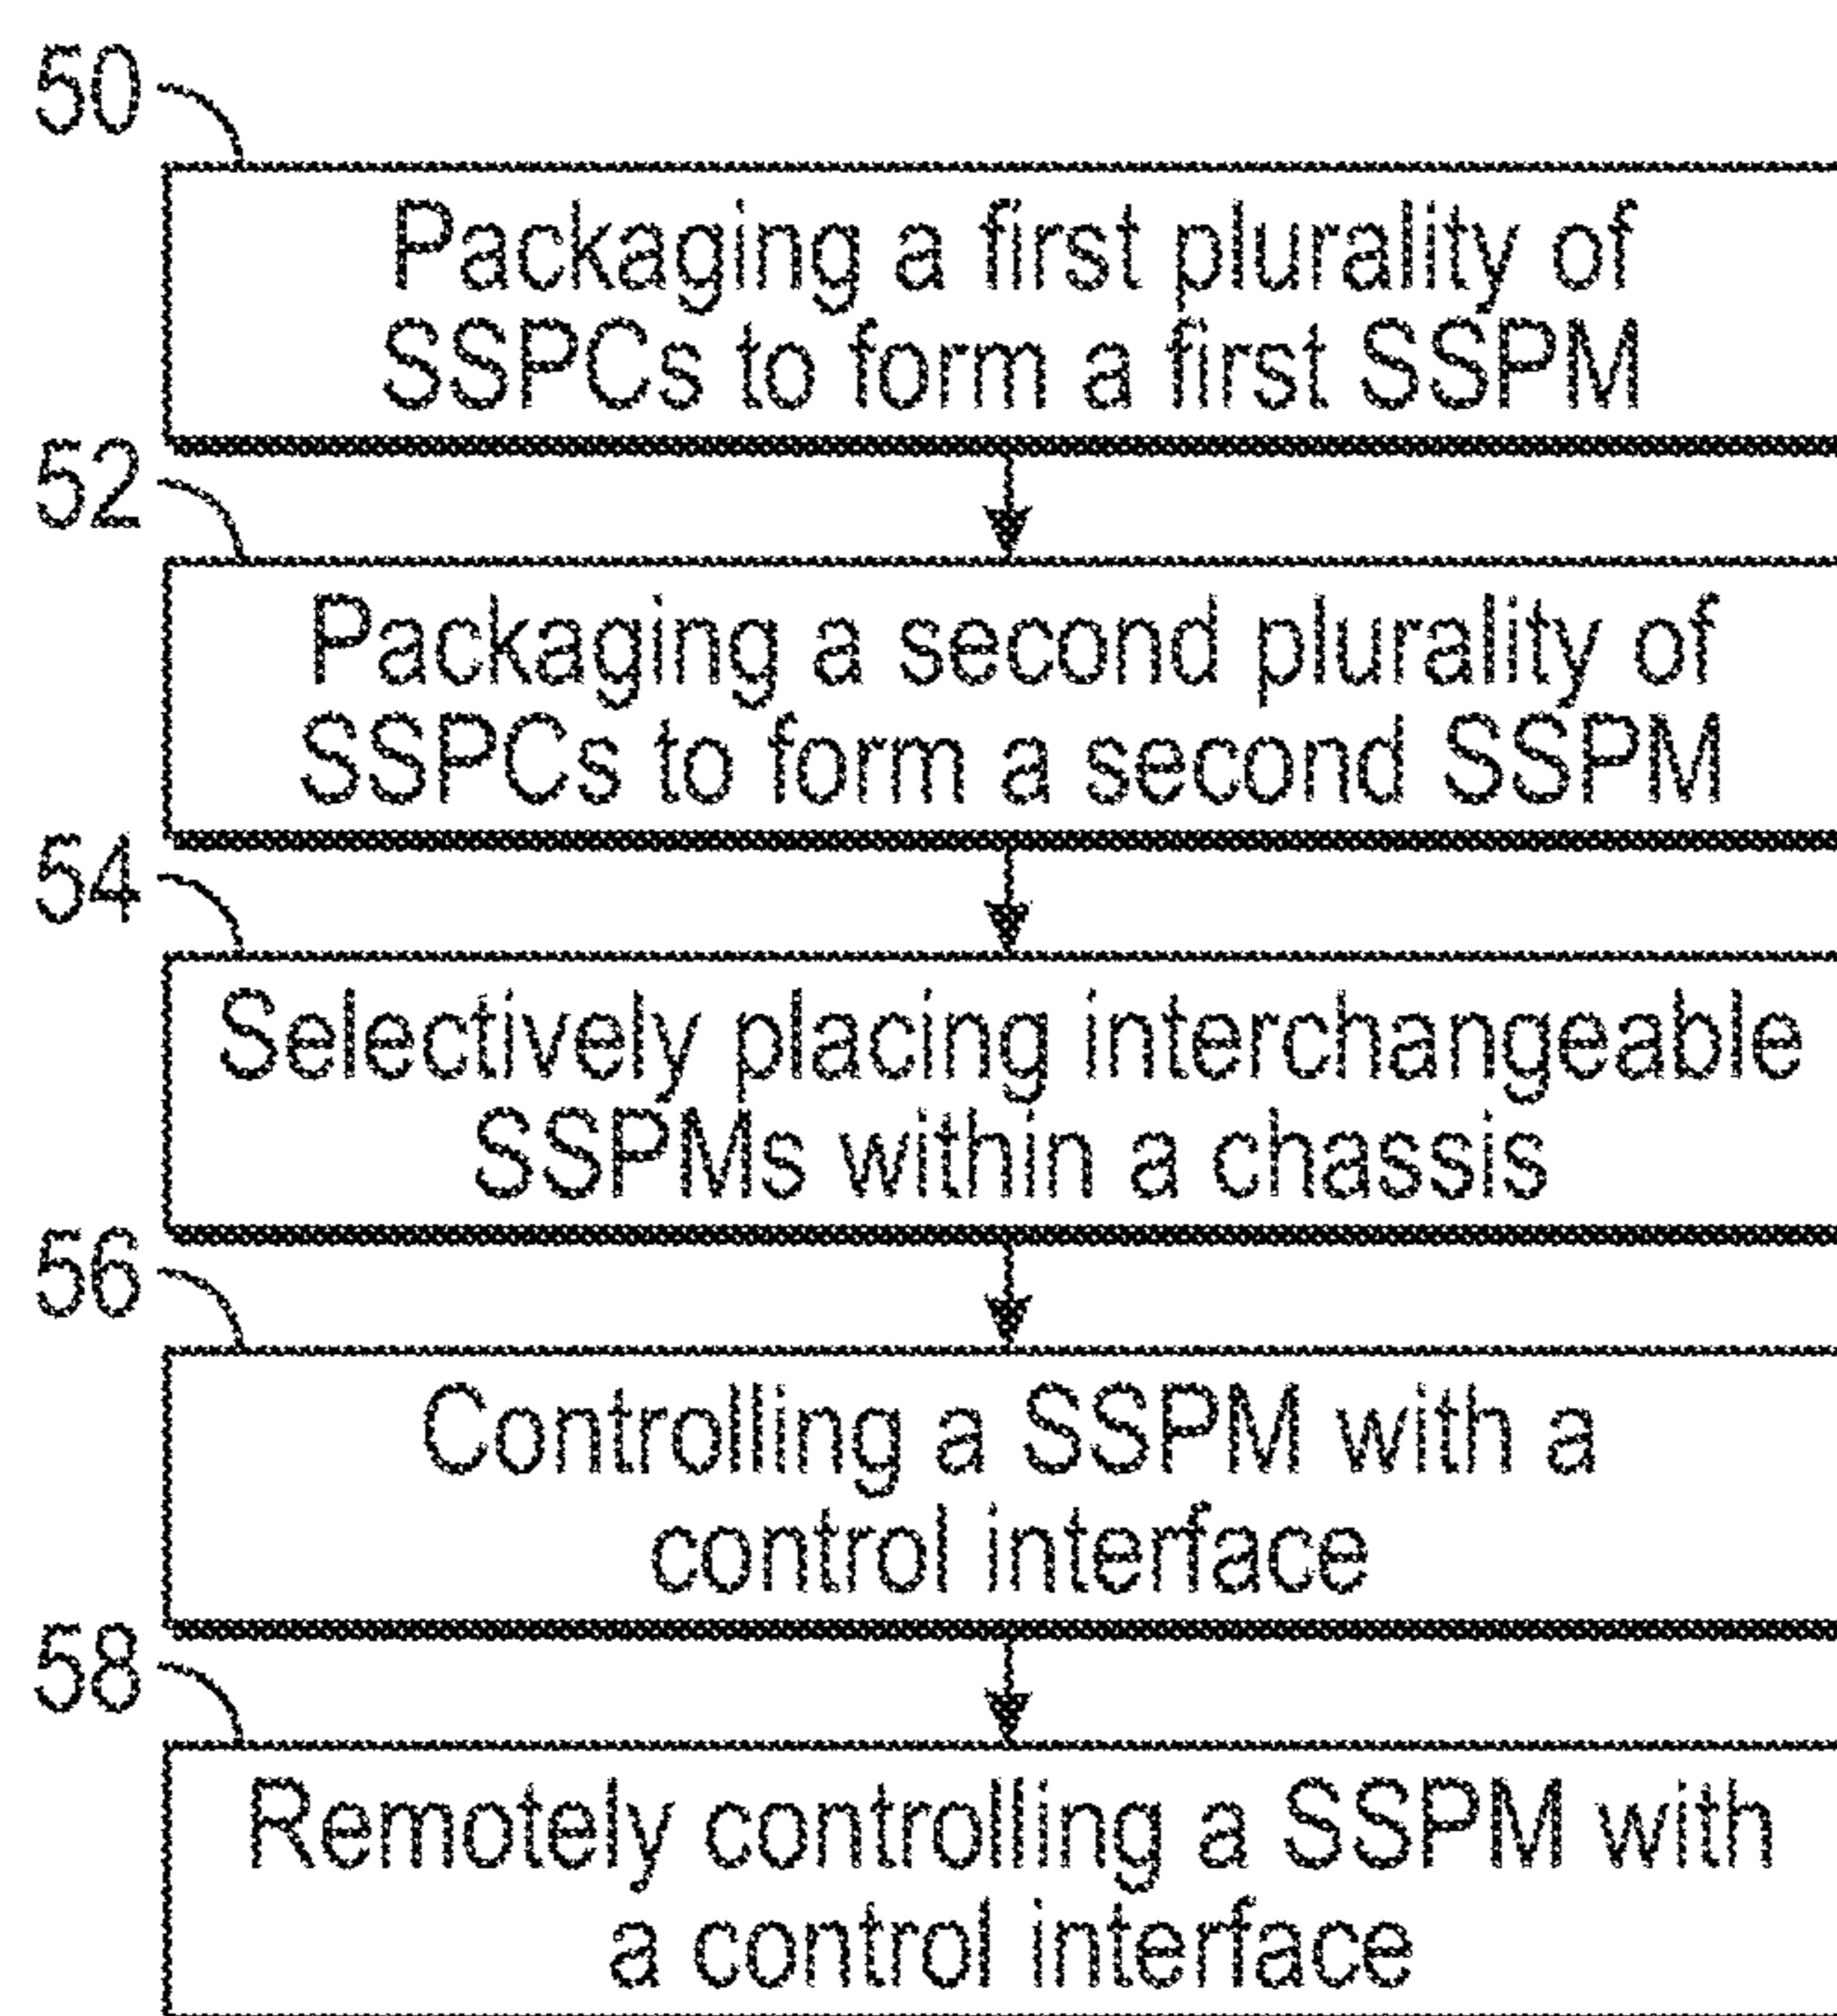 50
Packaging a first plurality of
SSPCs to form a first SSPM
52
Packaging a second plurality of
SSPCs to form a second SSPM
54
Selectively placing interchangeable
SSPMs within a chassis
56
Controlling a SSPM with a
control interface
58
Remotely controlling a SSPM with
a control interface